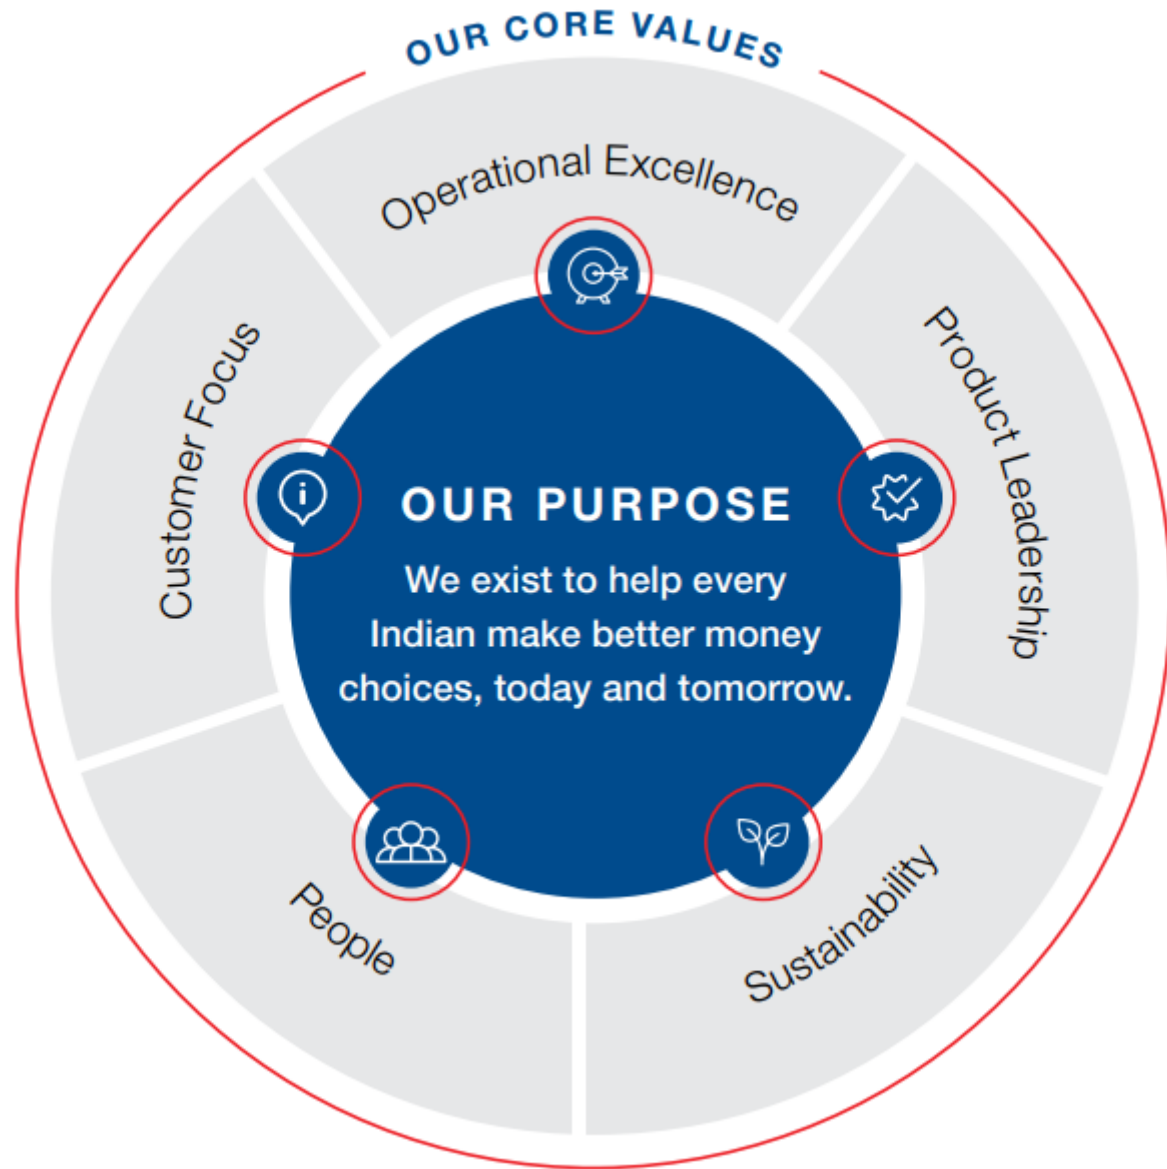 OUR CORE VALUES
Operational Excellence
Product Leadership
Sustainability
People
Customer Focus
OUR PURPOSE
We exist to help every
Indian make better money
choices, today and tomorrow.